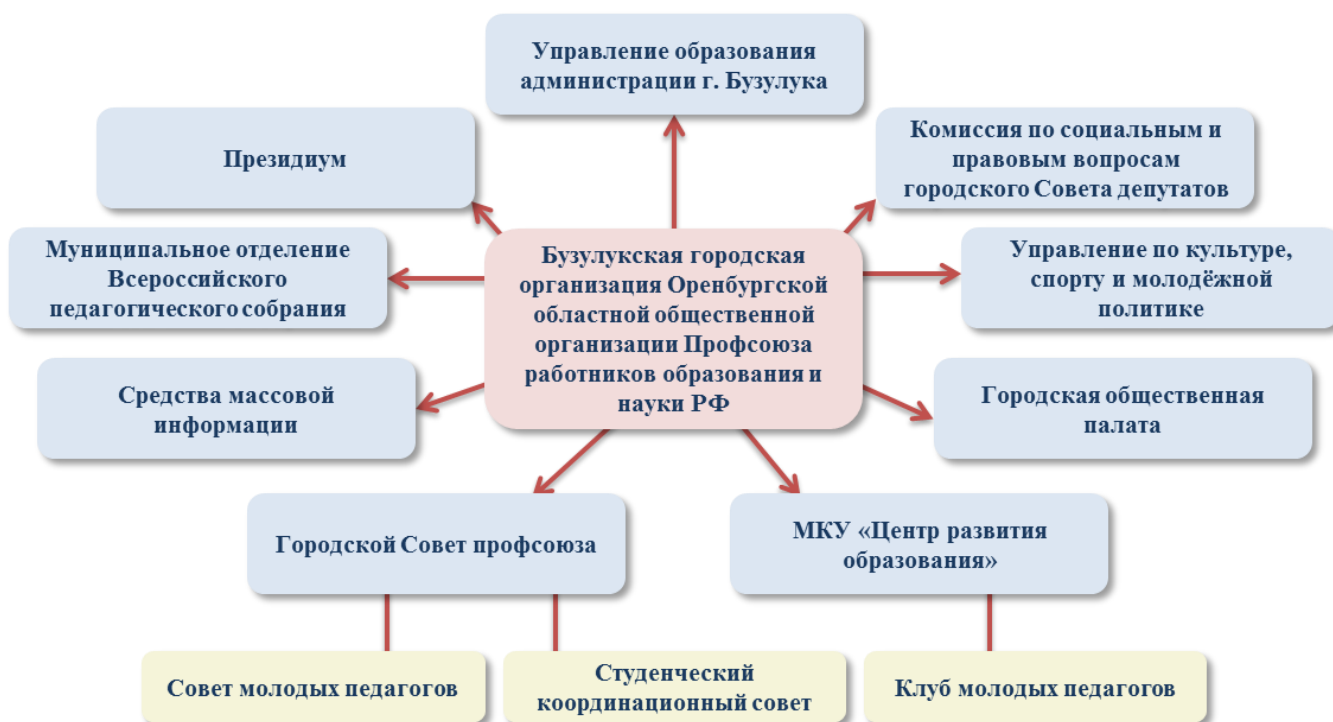 Управление образования
администрации г. Бузулука
Президиум
Комиссия по социальным и
правовым вопросам
городского Совета депутатов
Муниципальное отделение
Всероссийского
педагогического собрания
Бузулукская городская
организация Оренбургской
областной общественной
организации Профсоюза
работников образования и
науки РФ
Управление по культуре,
спорту и молодёжной
политике
Средства массовой
информации
Городская общественная
палата
Городской Совет профсоюза
МКУ «Центр развития
образования»
Совет молодых педагогов
Студенческий
координационный совет
Клуб молодых педагогов